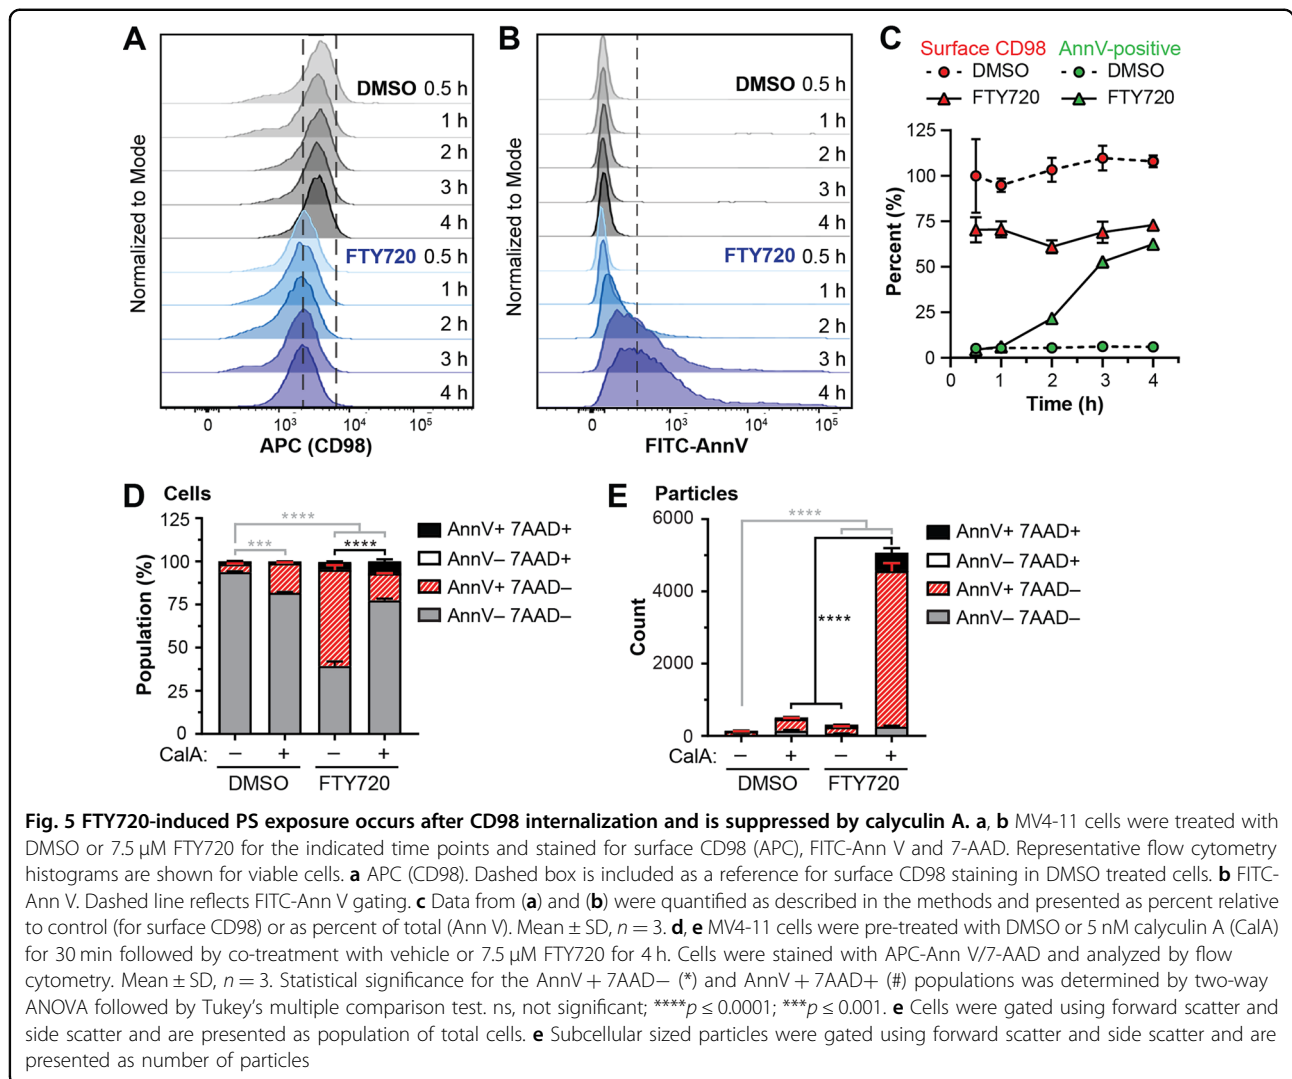 A
Normalized to Mode
DMSO 0.5 h
1 h
2 h
3 h
4 h
FTY720 0.5 h
1 h
2 h
3 h
4 h
0 10³ 10⁴ 10⁵
APC (CD98)
B
Normalized to Mode
DMSO 0.5 h
1 h
2 h
3 h
4 h
FTY720 0.5 h
1 h
2 h
3 h
4 h
0 10³ 10⁴ 10⁵
FITC-AnnV
C
Surface CD98 AnnV-positive
DMSO DMSO
FTY720 FTY720
Percent (%)
125
100
75
50
25
0
0 1 2 3 4
Time (h)
D Cells
Population (%)
125
100
75
50
25
0
****
***
****
AnnV+ 7AAD+
AnnV– 7AAD+
AnnV+ 7AAD–
AnnV– 7AAD–
CalA: – + – +
DMSO FTY720
E Particles
Count
6000
4000
2000
0
****
****
AnnV+ 7AAD+
AnnV– 7AAD+
AnnV+ 7AAD–
AnnV– 7AAD–
CalA: – + – +
DMSO FTY720
Fig. 5 FTY720-induced PS exposure occurs after CD98 internalization and is suppressed by calyculin A. a, b MV4-11 cells were treated with
DMSO or 7.5 µM FTY720 for the indicated time points and stained for surface CD98 (APC), FITC-Ann V and 7-AAD. Representative flow cytometry
histograms are shown for viable cells. a APC (CD98). Dashed box is included as a reference for surface CD98 staining in DMSO treated cells. b FITC-
Ann V. Dashed line reflects FITC-Ann V gating. c Data from (a) and (b) were quantified as described in the methods and presented as percent relative
to control (for surface CD98) or as percent of total (Ann V). Mean ± SD, n = 3. d, e MV4-11 cells were pre-treated with DMSO or 5 nM calyculin A (CalA)
for 30 min followed by co-treatment with vehicle or 7.5 µM FTY720 for 4 h. Cells were stained with APC-Ann V/7-AAD and analyzed by flow
cytometry. Mean ± SD, n = 3. Statistical significance for the AnnV + 7AAD− (*) and AnnV + 7AAD+ (#) populations was determined by two-way
ANOVA followed by Tukey's multiple comparison test. ns, not significant; ****p ≤ 0.0001; ***p ≤ 0.001. e Cells were gated using forward scatter and
side scatter and are presented as population of total cells. e Subcellular sized particles were gated using forward scatter and side scatter and are
presented as number of particles